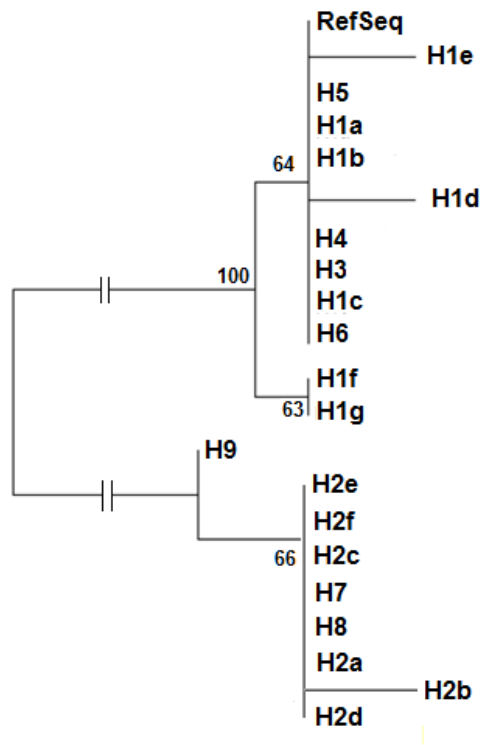 RefSeq
H1e
H5
H1a
H1b
64
H1d
H4
H3
100
H1c
H6
H1f
63
H1g
H9
H2e
H2f
66
H2c
H7
H8
H2a
H2b
H2d